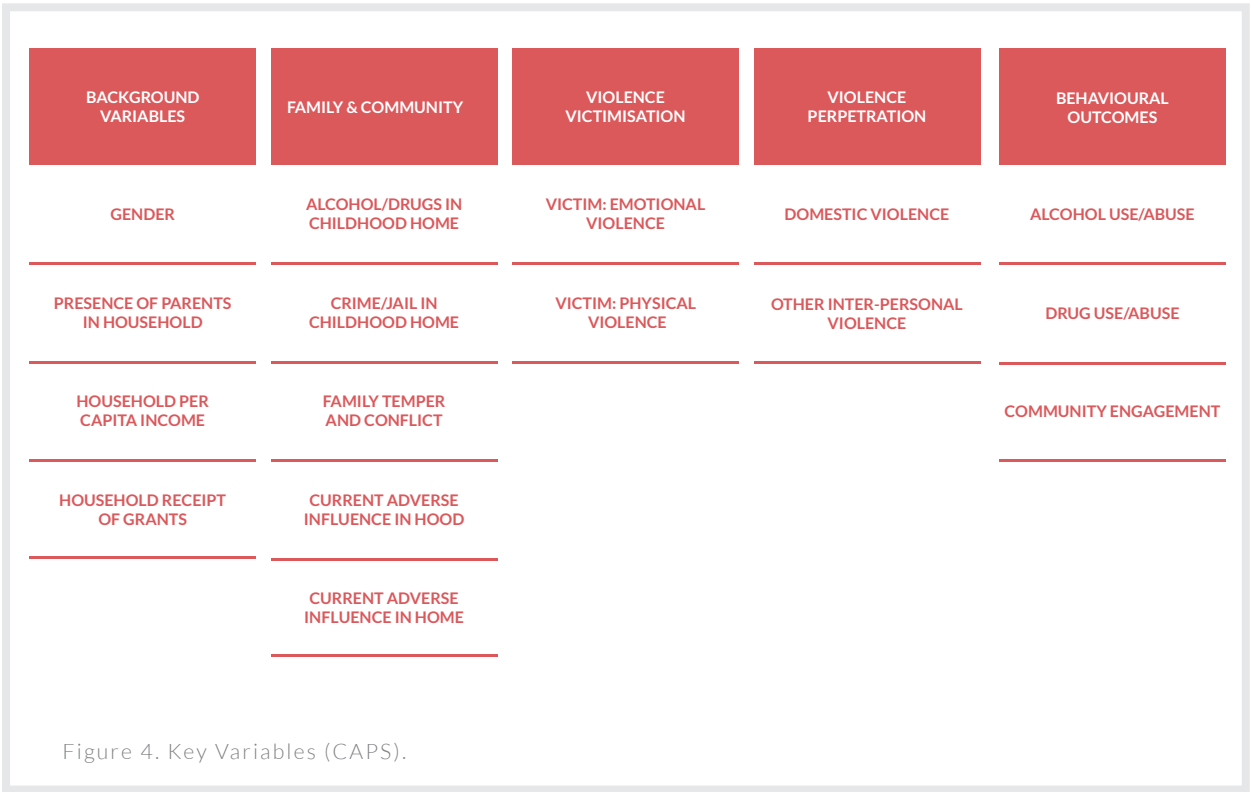 BACKGROUND
VARIABLES
GENDER
PRESENCE OF PARENTS
IN HOUSEHOLD
HOUSEHOLD PER
CAPITA INCOME
HOUSEHOLD RECEIPT
OF GRANTS
FAMILY & COMMUNITY
ALCOHOL/DRUGS IN
CHILDHOOD HOME
CRIME/JAIL IN
CHILDHOOD HOME
FAMILY TEMPER
AND CONFLICT
CURRENT ADVERSE
INFLUENCE IN HOOD
CURRENT ADVERSE
INFLUENCE IN HOME
VIOLENCE
VICTIMISATION
VICTIM: EMOTIONAL
VIOLENCE
VICTIM: PHYSICAL
VIOLENCE
VIOLENCE
PERPETRATION
DOMESTIC VIOLENCE
OTHER INTER-PERSONAL
VIOLENCE
BEHAVIOURAL
OUTCOMES
ALCOHOL USE/ABUSE
DRUG USE/ABUSE
COMMUNITY ENGAGEMENT
Figure 4. Key Variables (CAPS).